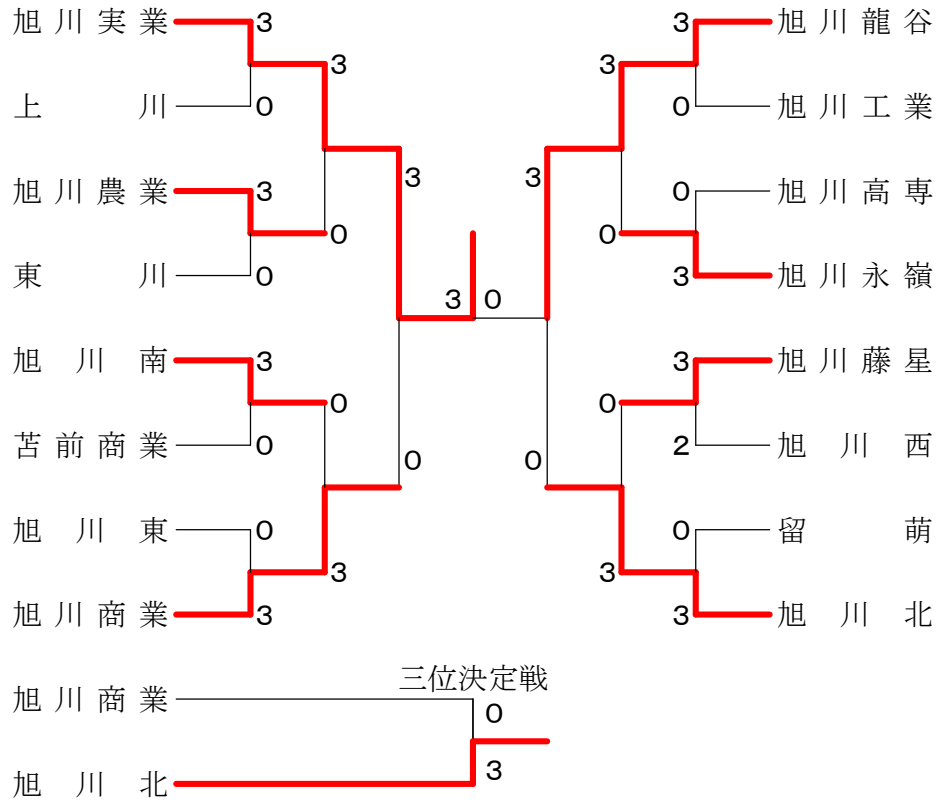 旭川実業 3 3 旭川龍谷
3 3
上川 0 0 旭川工業
3 3
旭川農業 3 0 旭川高専
0 0
東川 0 3 旭川永嶺
3 0
旭川南 3 3 旭川藤星
0 0
苫前商業 0 2 旭川西
0 0
旭川東 0 0 留萌
3 3
旭川商業 3 3 旭川北
三位決定戦
旭川商業
0
3
旭川北